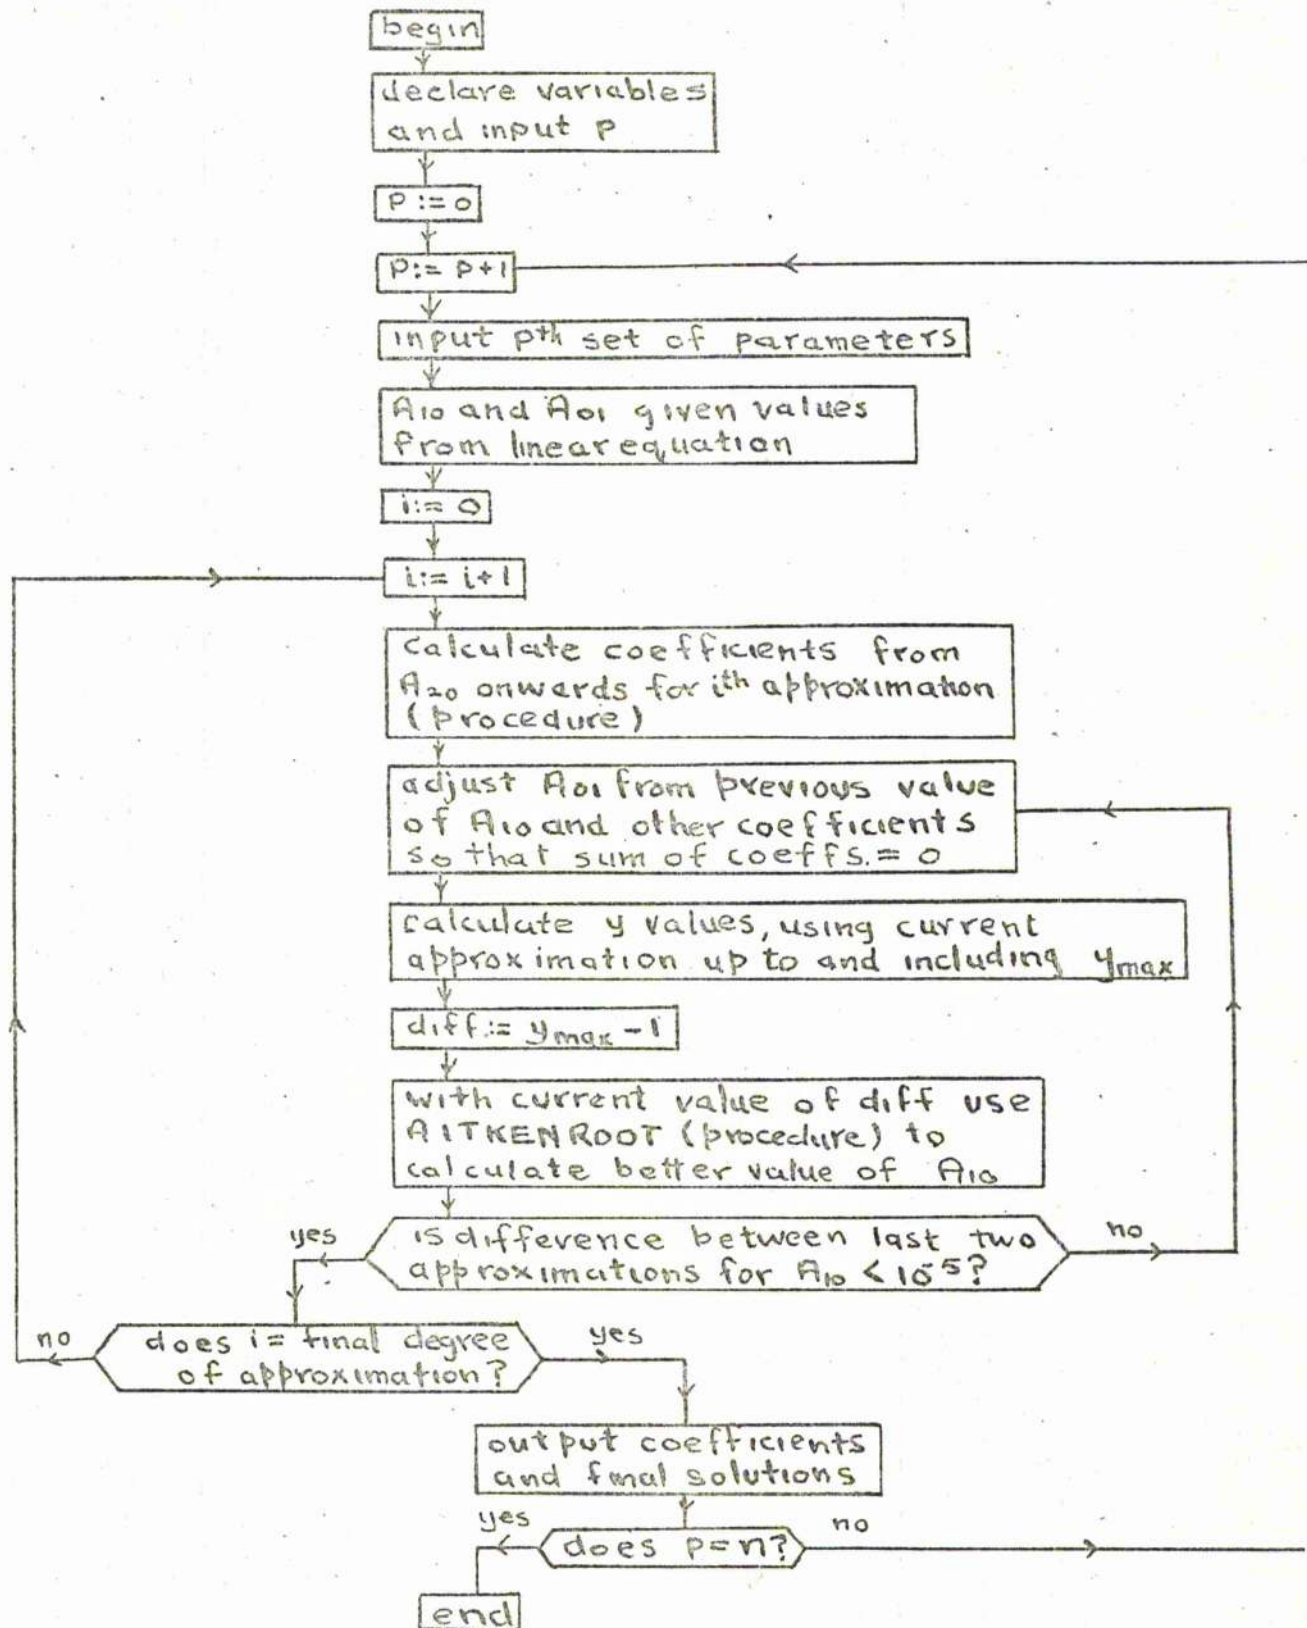 begin
declare variables
and input p
P := 0
P := P+1
input pth set of parameters
A10 and A01 given values
from linear equation
i := 0
i := i+1
calculate coefficients from
A20 onwards for ith approximation
(procedure)
adjust A01 from previous value
of A10 and other coefficients
so that sum of coeffs. = 0
calculate y values, using current
approximation up to and including ymax
diff := ymax - 1
with current value of diff use
AITKENROOT (procedure) to
calculate better value of A10
yes
is difference between last two
approximations for A10 < 10^-5?
no
no
does i = final degree
of approximation?
yes
output coefficients
and final solutions
yes
does p=n?
no
end